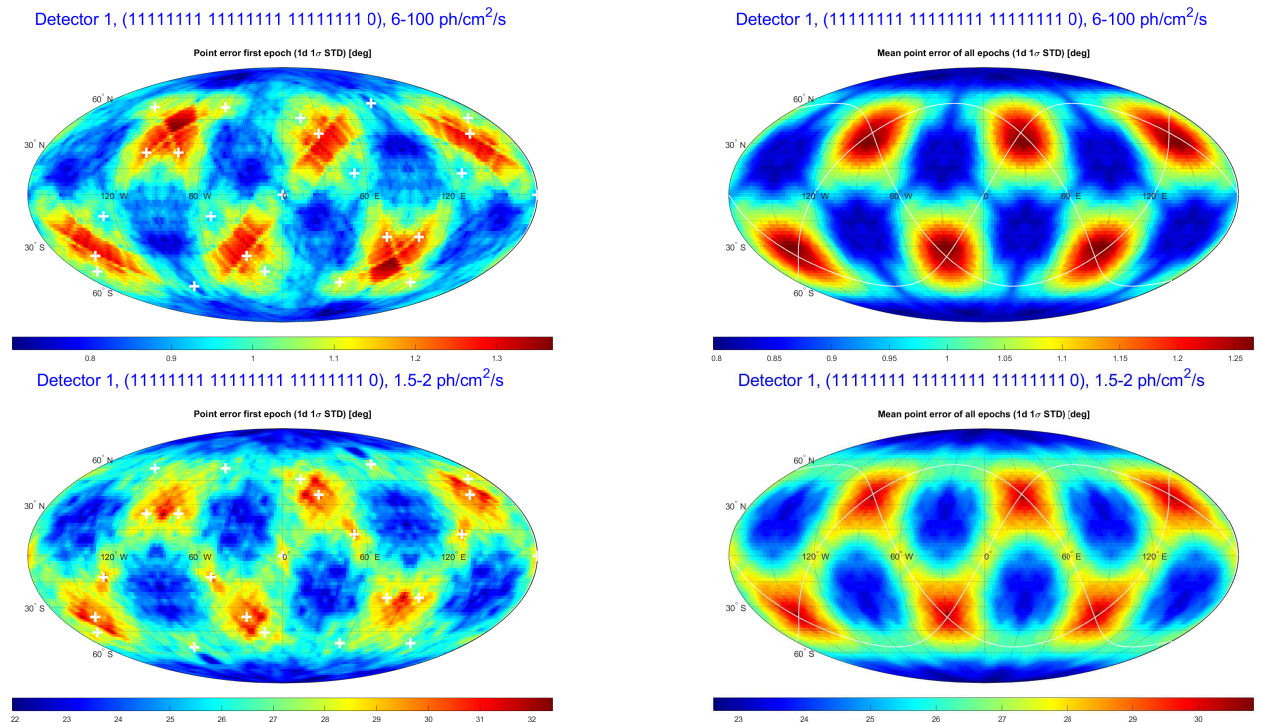 Detector 1, (11111111 11111111 11111111 0), 6-100 ph/cm²/s
Point error first epoch (1d 1σ STD) [deg]
60° N
30° N
120° W
60° W
0
60° E
120° E
30° S
60° S
0.8 0.9 1 1.1 1.2 1.3
Detector 1, (11111111 11111111 11111111 0), 6-100 ph/cm²/s
Mean point error of all epochs (1d 1σ STD) [deg]
60° N
30° N
120° W
60° W
0
60° E
120° E
30° S
60° S
0.8 0.85 0.9 0.95 1 1.05 1.1 1.15 1.2 1.25
Detector 1, (11111111 11111111 11111111 0), 1.5-2 ph/cm²/s
Point error first epoch (1d 1σ STD) [deg]
60° N
30° N
120° W
60° W
0
60° E
120° E
30° S
60° S
22 23 24 25 26 27 28 29 30 31 32
Detector 1, (11111111 11111111 11111111 0), 1.5-2 ph/cm²/s
Mean point error of all epochs (1d 1σ STD) [deg]
60° N
30° N
120° W
60° W
0
60° E
120° E
30° S
60° S
23 24 25 26 27 28 29 30